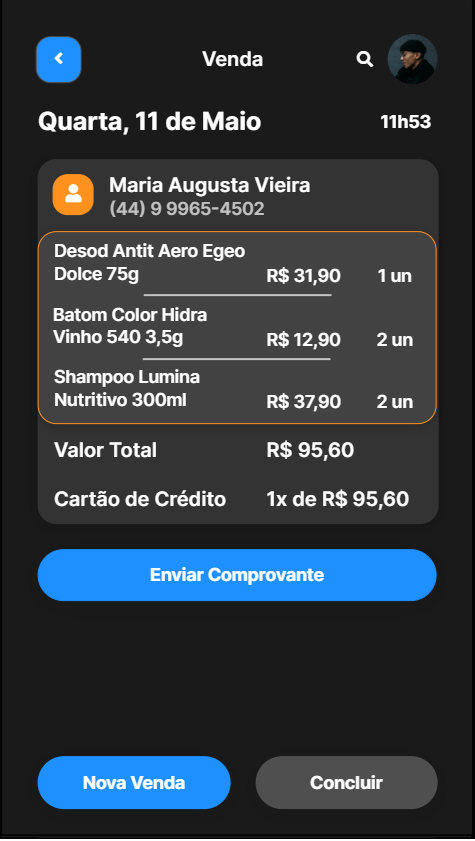 Venda
Quarta, 11 de Maio 11h53
Maria Augusta Vieira
(44) 9 9965-4502
Desod Antit Aero Egeo
Dolce 75g R$ 31,90 1 un
Batom Color Hidra
Vinho 540 3,5g R$ 12,90 2 un
Shampoo Lumina
Nutritivo 300ml R$ 37,90 2 un
Valor Total R$ 95,60
Cartão de Crédito 1x de R$ 95,60
Enviar Comprovante
Nova Venda Concluir